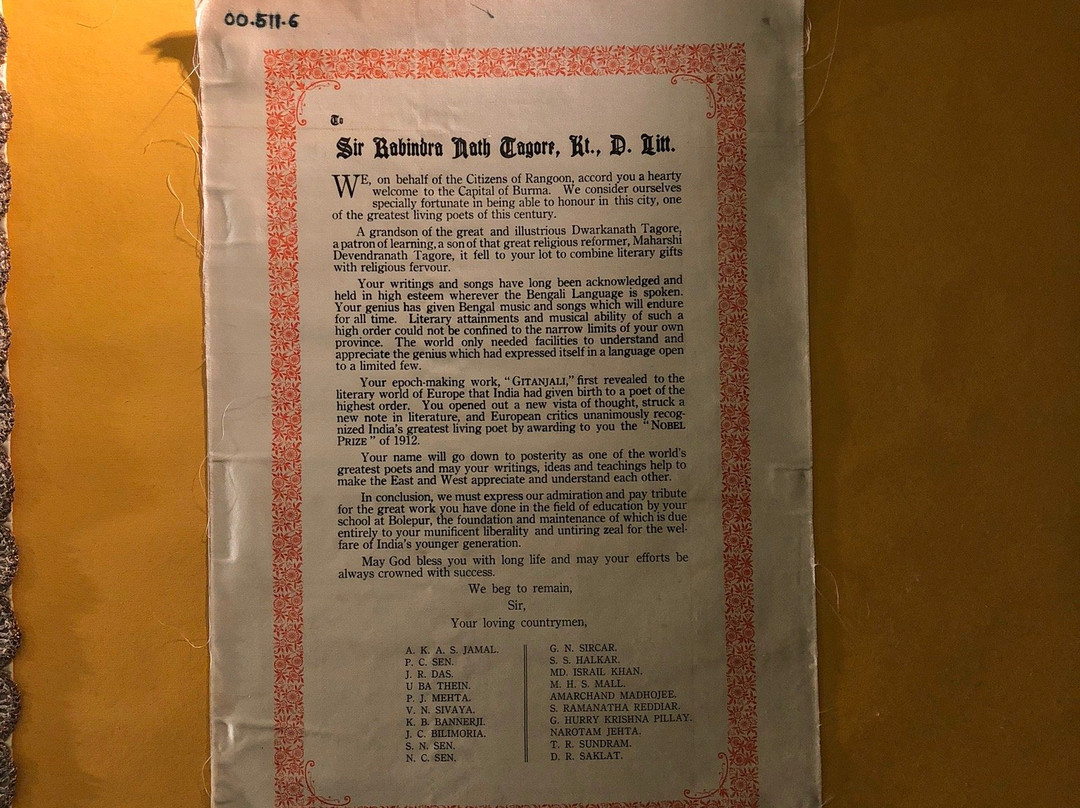 00.511.6
To
Sir Rabindra Nath Tagore, Kt., D. Litt.
WE, on behalf of the Citizens of Rangoon, accord you a hearty
welcome to the Capital of Burma. We consider ourselves
specially fortunate in being able to honour in this city, one
of the greatest living poets of this century.
A grandson of the great and illustrious Dwarkanath Tagore,
a patron of learning, a son of that great religious reformer, Maharshi
Devendranath Tagore, it fell to your lot to combine literary gifts
with religious fervour.
Your writings and songs have long been acknowledged and
held in high esteem wherever the Bengali Language is spoken.
Your genius has given Bengal music and songs which will endure
for all time. Literary attainments and musical ability of such a
high order could not be confined to the narrow limits of your own
province. The world only needed facilities to understand and
appreciate the genius which had expressed itself in a language open
to a limited few.
Your epoch-making work, "GITANJALI," first revealed to the
literary world of Europe that India had given birth to a poet of the
highest order. You opened out a new vista of thought, struck a
new note in literature, and European critics unanimously recog-
nized India's greatest living poet by awarding to you the "NOBEL
PRIZE" of 1912.
Your name will go down to posterity as one of the world's
greatest poets and may your writings, ideas and teachings help to
make the East and West appreciate and understand each other.
In conclusion, we must express our admiration and pay tribute
for the great work you have done in the field of education by your
school at Bolepur, the foundation and maintenance of which is due
entirely to your munificent liberality and untiring zeal for the wel-
fare of India's younger generation.
May God bless you with long life and may your efforts be
always crowned with success.
We beg to remain,
Sir,
Your loving countrymen,
A. K. A. S. JAMAL.
P. C. SEN.
J. R. DAS.
U BA THEIN.
P. J. MEHTA.
V. N. SIVAYA.
K. B. BANNERJI.
J. C. BILIMORIA.
S. N. SEN.
N. C. SEN.
G. N. SIRCAR.
S. S. HALKAR.
MD. ISRAIL KHAN.
M. H. S. MALL.
AMARCHAND MADHOJEE.
S. RAMANATHA REDDIAR.
G. HURRY KRISHNA PILLAY.
NAROTAM JEHTA.
T. R. SUNDRAM.
D. R. SAKLAT.